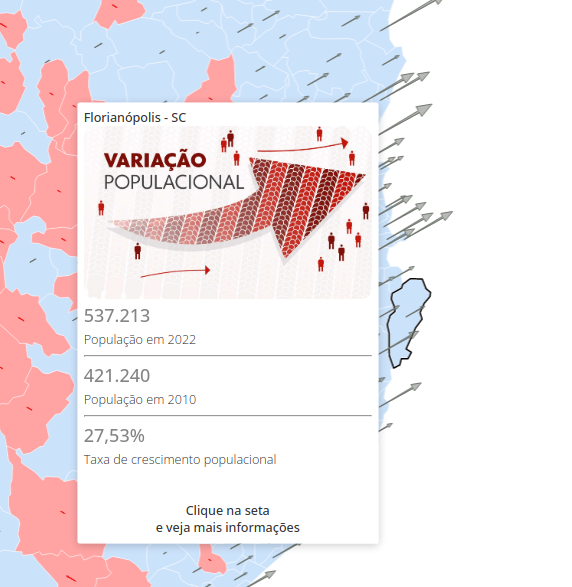 Florianópolis - SC
VARIAÇÃO
POPULACIONAL
537.213
População em 2022
421.240
População em 2010
27,53%
Taxa de crescimento populacional
Clique na seta
e veja mais informações